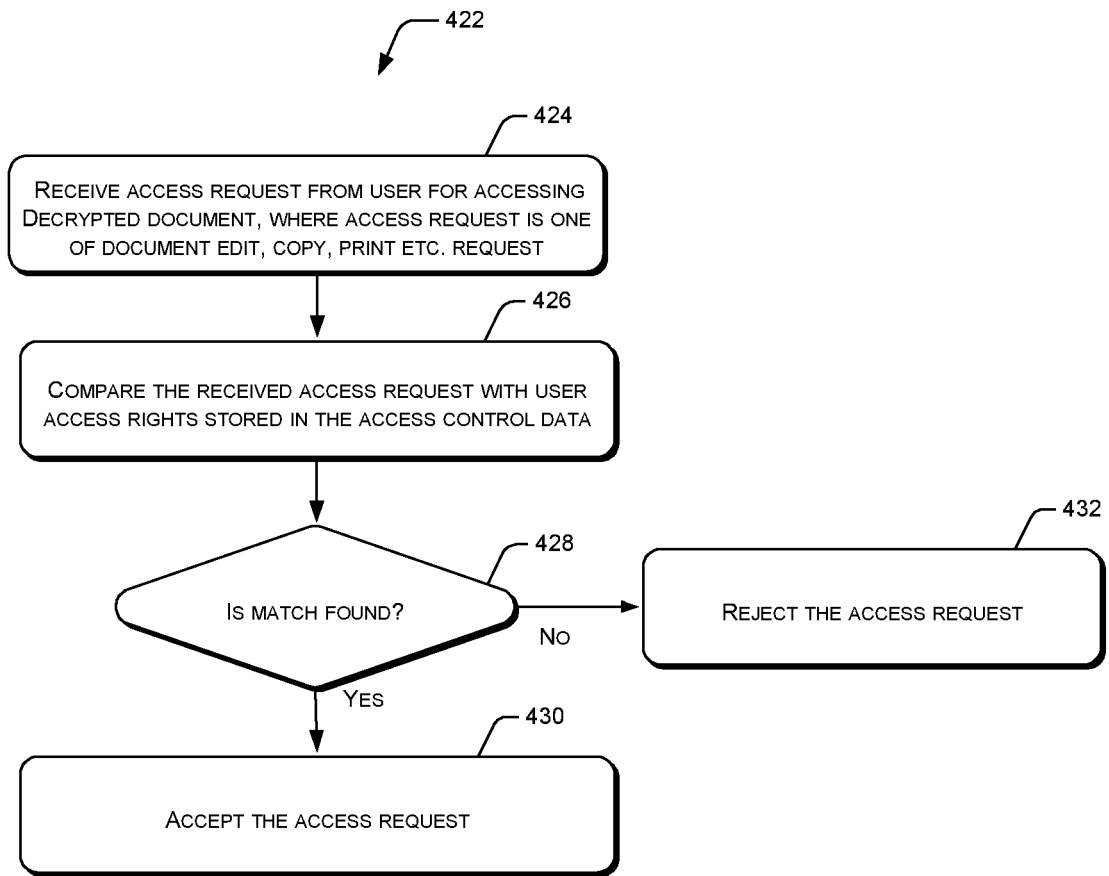 422
424
RECEIVE ACCESS REQUEST FROM USER FOR ACCESSING
DECRYPTED DOCUMENT, WHERE ACCESS REQUEST IS ONE
OF DOCUMENT EDIT, COPY, PRINT ETC. REQUEST
426
COMPARE THE RECEIVED ACCESS REQUEST WITH USER
ACCESS RIGHTS STORED IN THE ACCESS CONTROL DATA
428
IS MATCH FOUND?
NO
432
REJECT THE ACCESS REQUEST
YES
430
ACCEPT THE ACCESS REQUEST